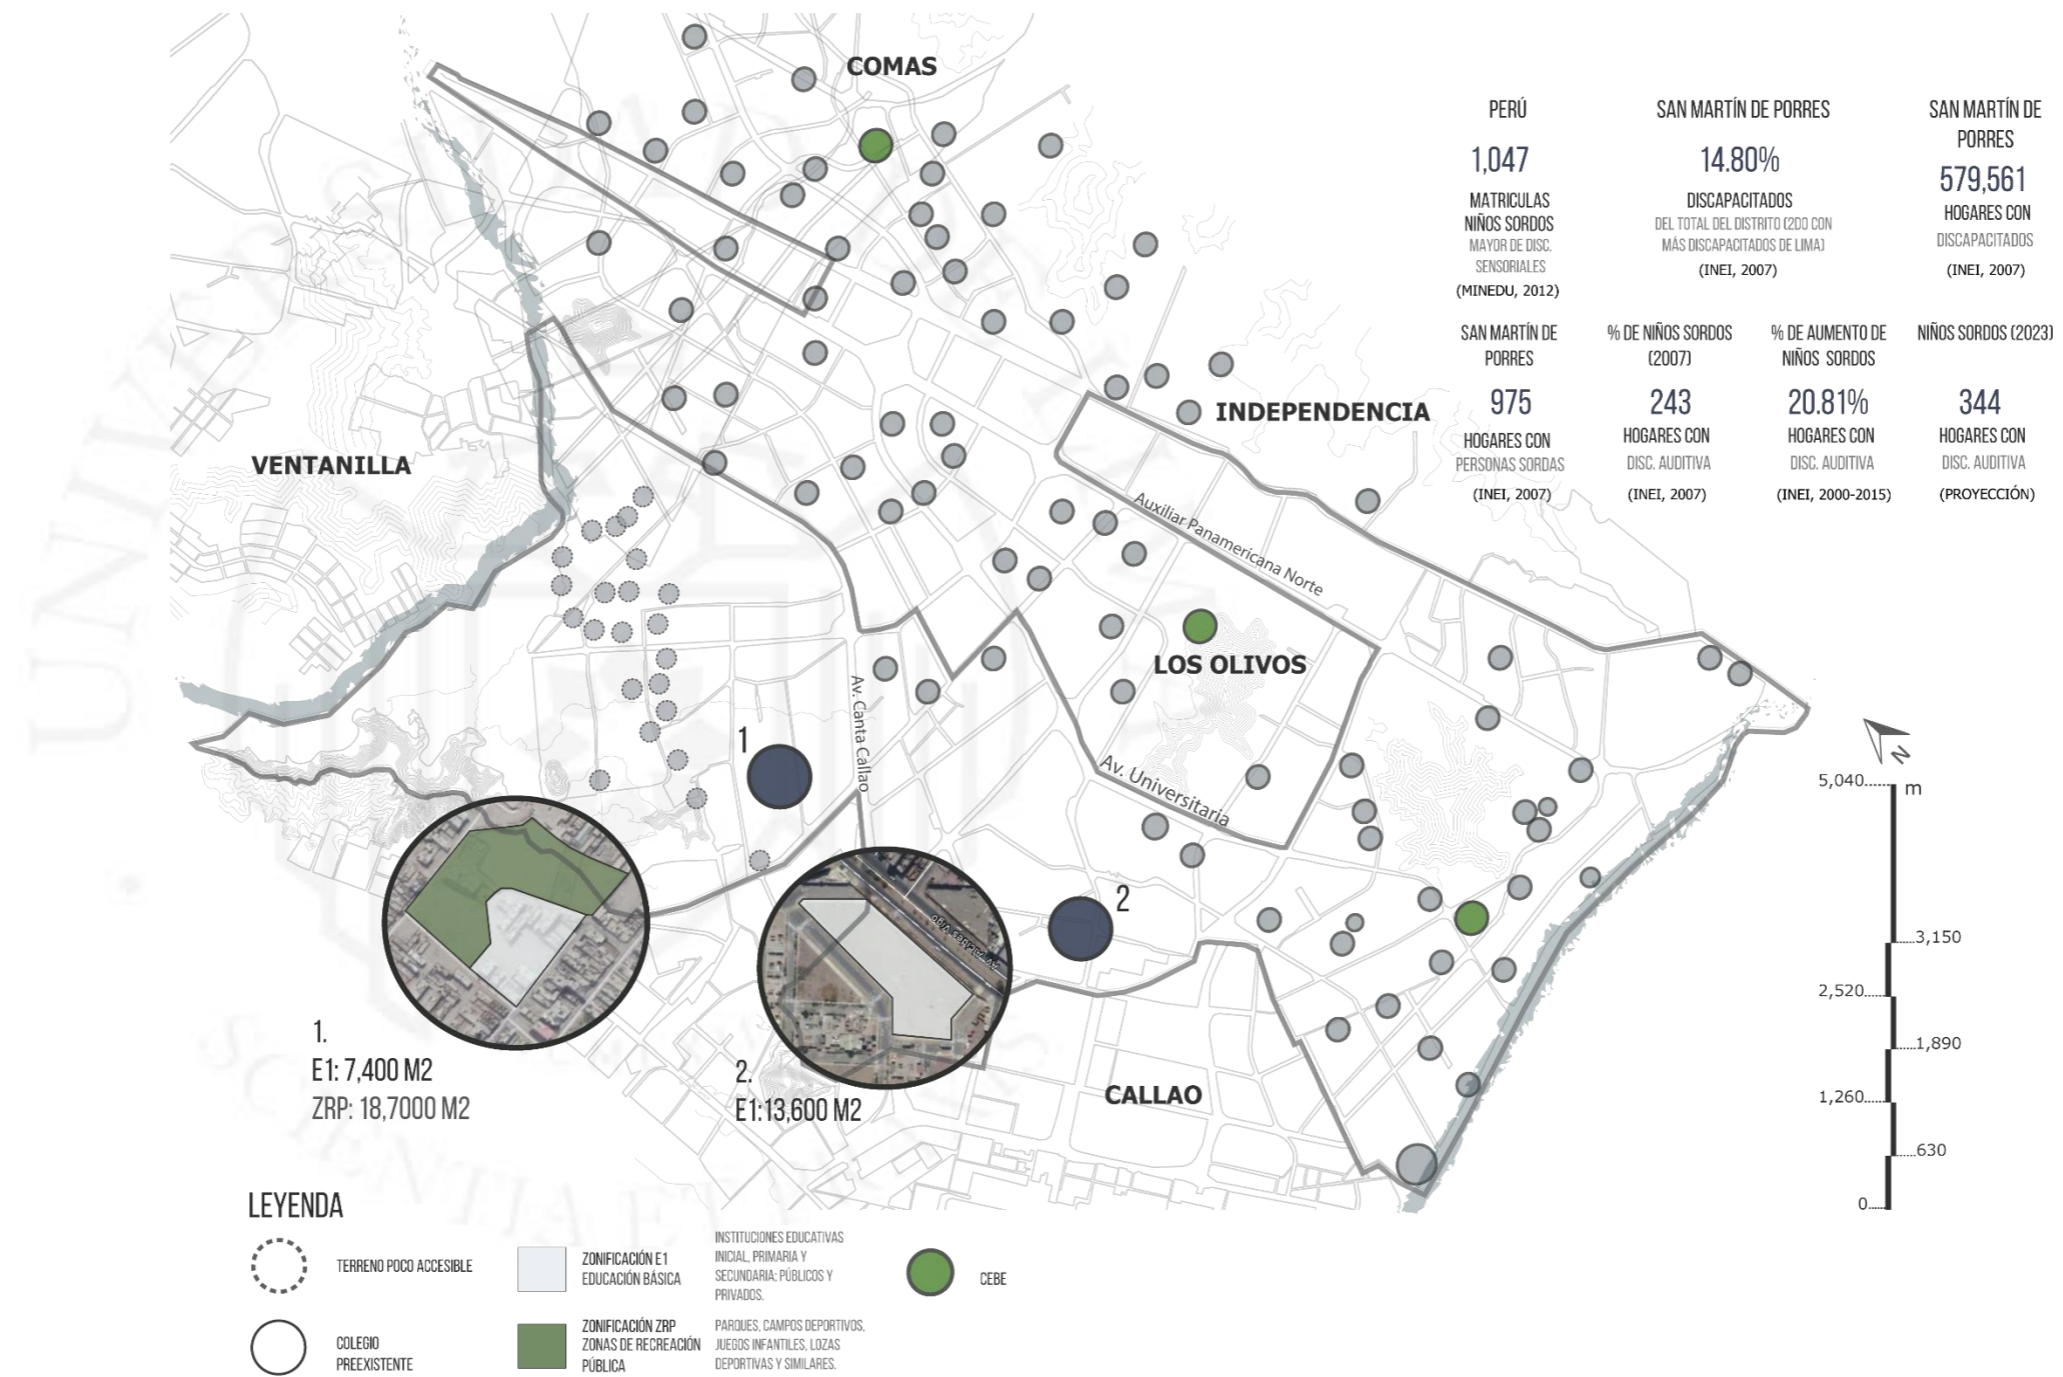 COMAS
VENTANILLA
INDEPENDENCIA
Auxiliar Panamericana Norte
LOS OLIVOS
Av. Canta Callao
Av. Universitaria
CALLAO
1
2
PERÚ
1,047
MATRICULAS
NIÑOS SORDOS
MAYOR DE DISC.
SENSORIALES
(MINEDU, 2012)
SAN MARTÍN DE PORRES
14.80%
DISCAPACITADOS
DEL TOTAL DEL DISTRITO (2DO CON
MÁS DISCAPACITADOS DE LIMA)
(INEI, 2007)
SAN MARTÍN DE
PORRES
579,561
HOGARES CON
DISCAPACITADOS
(INEI, 2007)
SAN MARTÍN DE
PORRES
975
HOGARES CON
PERSONAS SORDAS
(INEI, 2007)
% DE NIÑOS SORDOS
(2007)
243
HOGARES CON
DISC. AUDITIVA
(INEI, 2007)
% DE AUMENTO DE
NIÑOS SORDOS
20.81%
HOGARES CON
DISC. AUDITIVA
(INEI, 2000-2015)
NIÑOS SORDOS (2023)
344
HOGARES CON
DISC. AUDITIVA
(PROYECCIÓN)
N
5,040
m
3,150
2,520
1,890
1,260
630
0
1.
E1: 7,400 M2
ZRP: 18,7000 M2
2.
E1:13,600 M2
LEYENDA
TERRENO POCO ACCESIBLE
COLEGIO
PREEXISTENTE
ZONIFICACIÓN E1
EDUCACIÓN BÁSICA
INSTITUCIONES EDUCATIVAS
INICIAL, PRIMARIA Y
SECUNDARIA; PÚBLICOS Y
PRIVADOS.
ZONIFICACIÓN ZRP
ZONAS DE RECREACIÓN
PÚBLICA
PARQUES, CAMPOS DEPORTIVOS,
JUEGOS INFANTILES, LOZAS
DEPORTIVAS Y SIMILARES.
CEBE